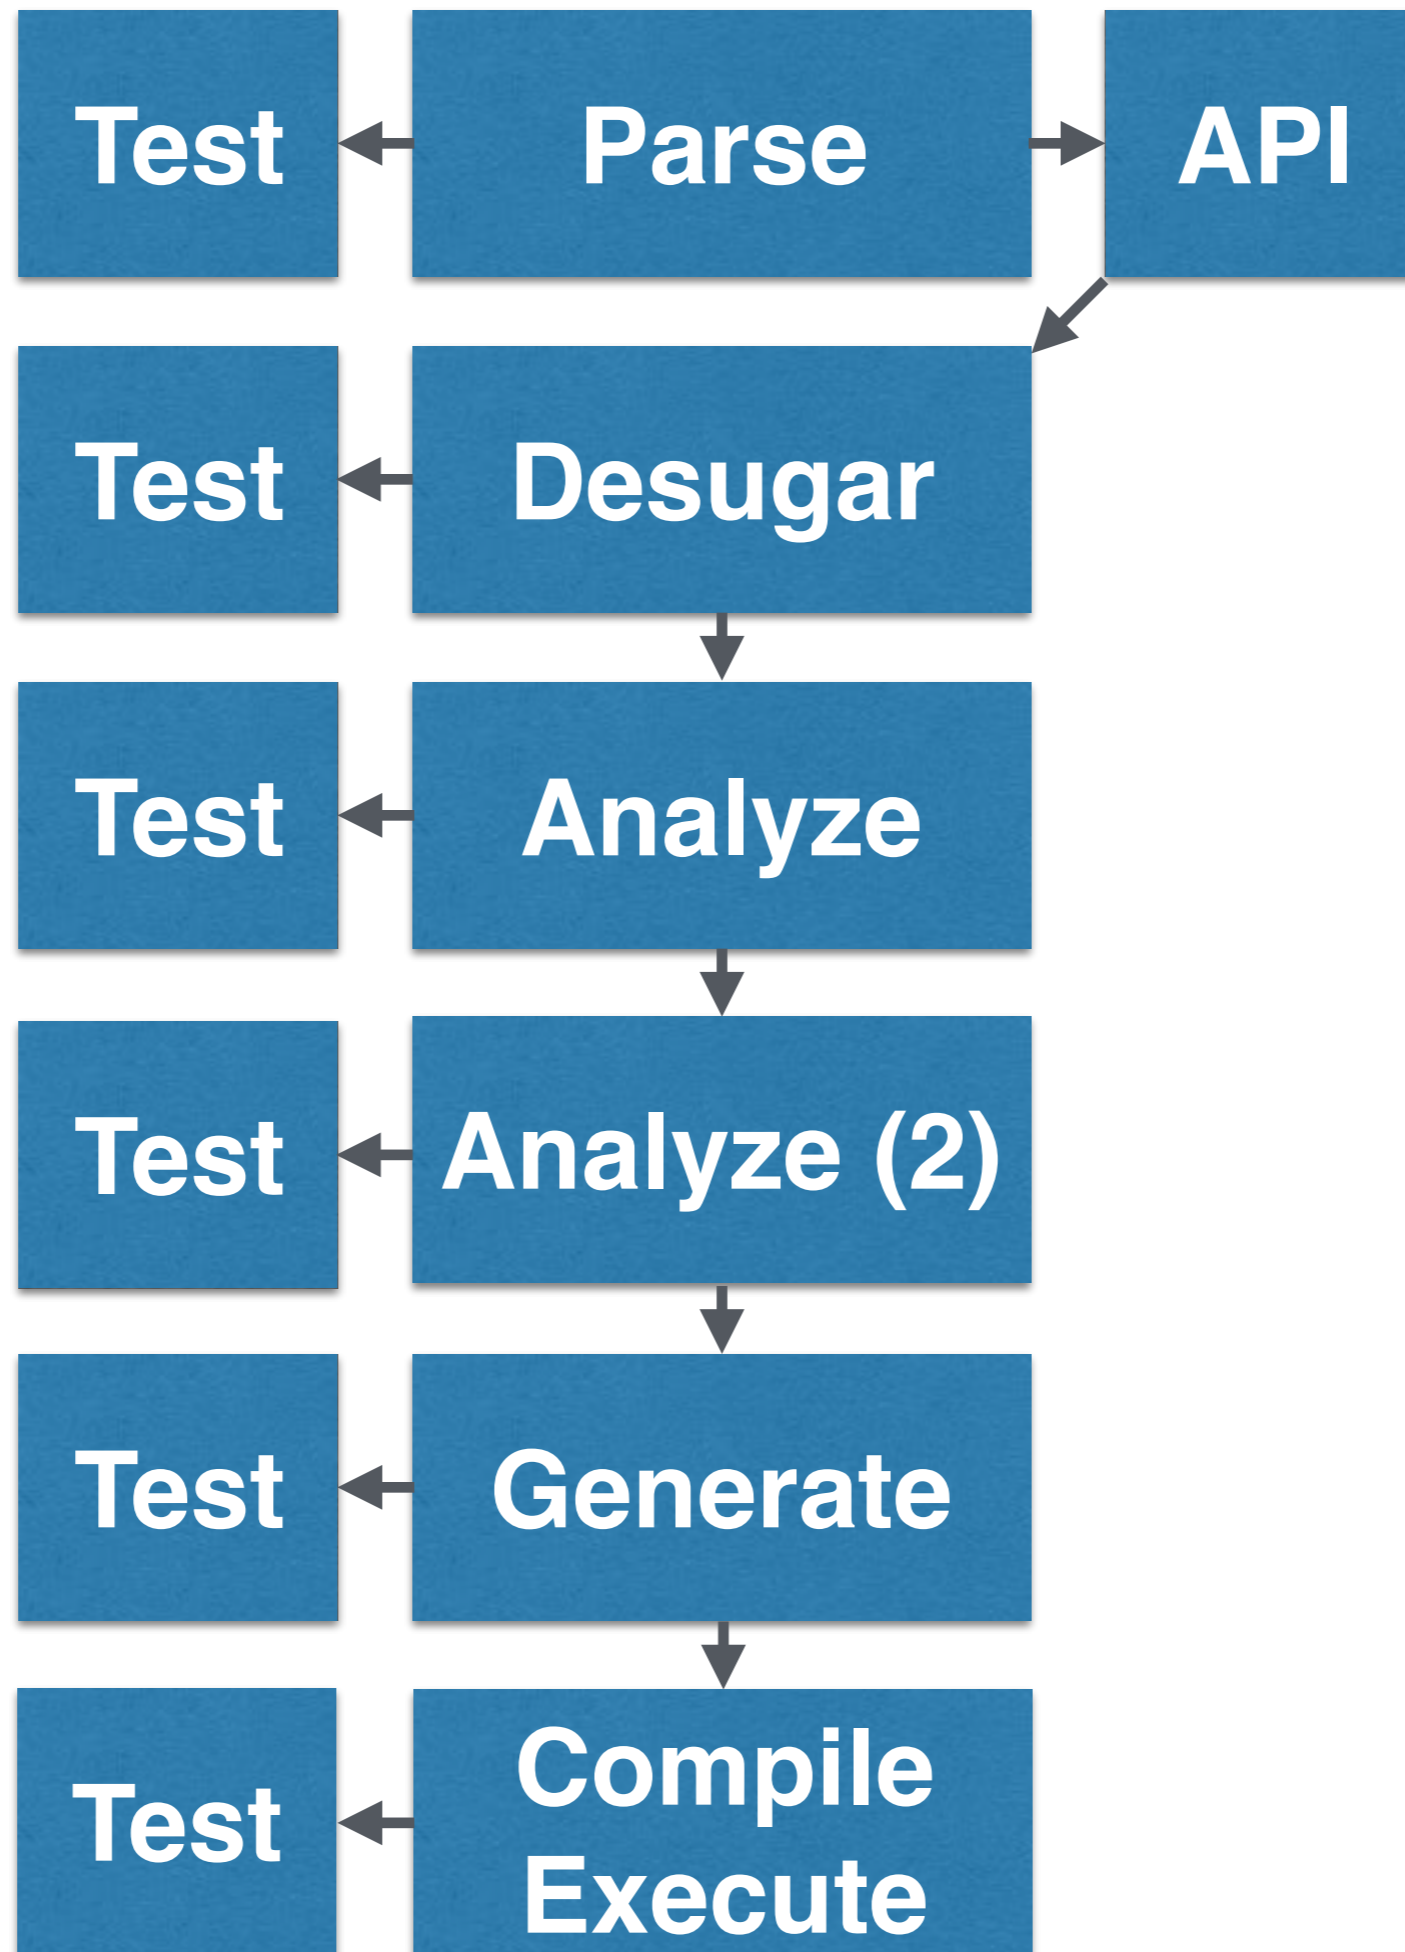 Test
Parse
API
Test
Desugar
Test
Analyze
Test
Analyze (2)
Test
Generate
Test
Compile
Execute